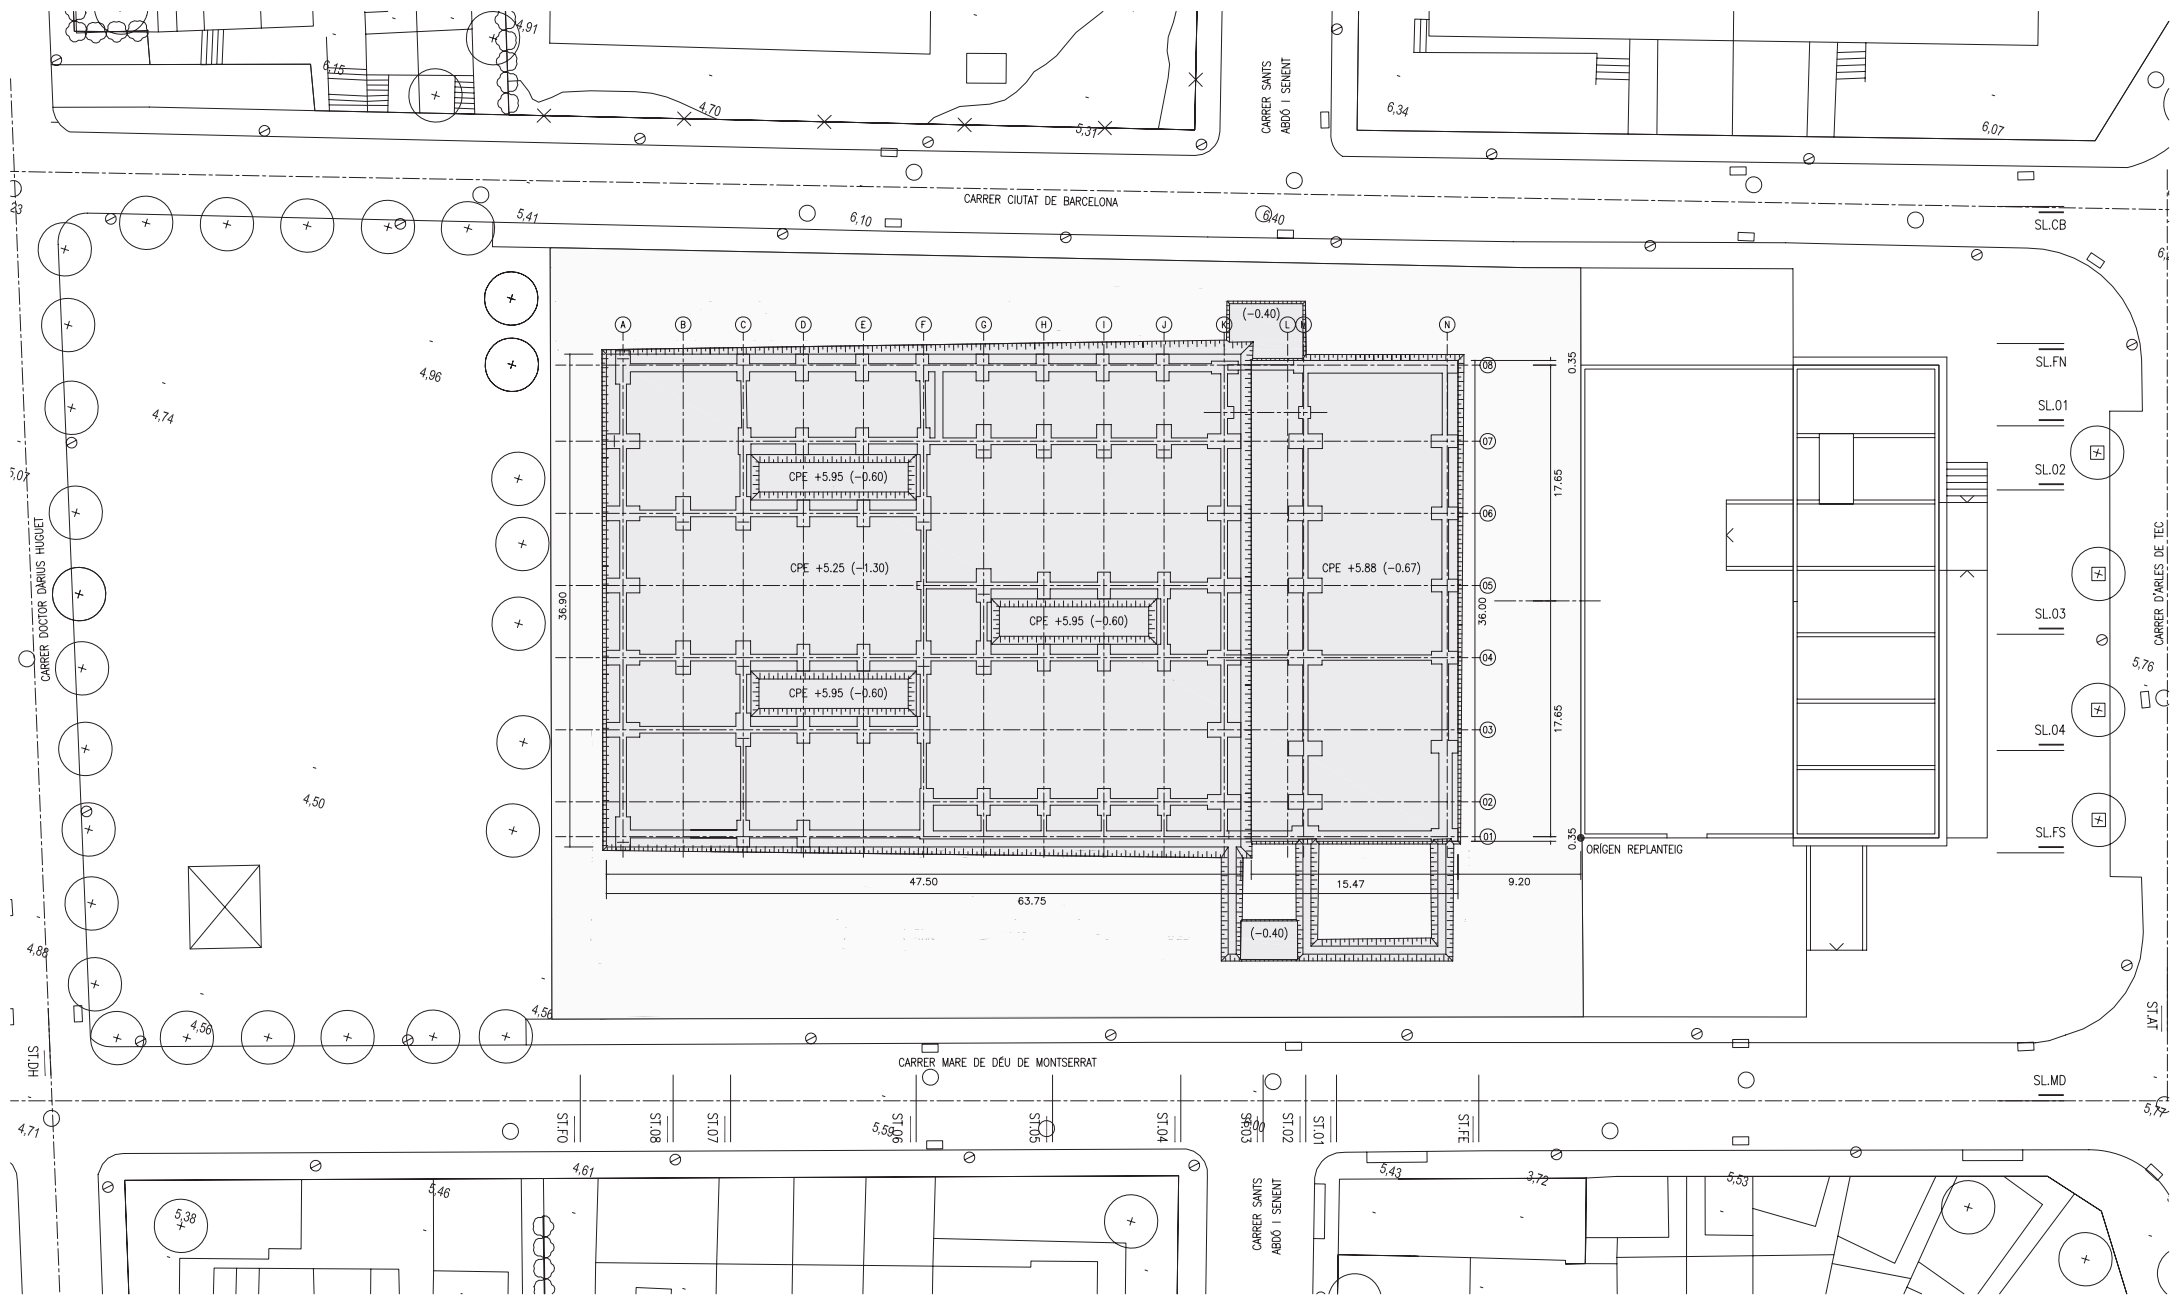 4,91
6,15
4,70
5,31
CARRER SANTS
ABDÓ I SENENT
6,34
6,07
CARRER CIUTAT DE BARCELONA
5,41
6,10
6,40
SL.CB
A
B
C
D
E
F
G
H
I
J
K
L
M
N
(-0.40)
08
07
06
05
04
03
02
01
0.35
SL.FN
SL.01
SL.02
SL.03
SL.04
SL.FS
4,96
4,74
5,07
CPE +5.95 (-0.60)
17.65
CPE +5.25 (-1.30)
CPE +5.88 (-0.67)
CARRER DOCTOR DÀRIUS HUGUET
36.90
36.00
CPE +5.95 (-0.60)
CARRER D'ARLES DE TEC
5,76
CPE +5.95 (-0.60)
17.65
4,50
0.35
ORÍGEN REPLANTEIG
47.50
15.47
9.20
63.75
(-0.40)
4,88
4,56
4,56
ST.DH
ST.AT
CARRER MARE DE DÉU DE MONTSERRAT
SL.MD
4,71
ST.FO
ST.08
ST.07
ST.06
5,59
ST.05
ST.04
ST.03
ST.02
ST.01
ST.FE
5,77
4,61
5,46
5,38
CARRER SANTS
ABDÓ I SENENT
5,43
3,72
5,53